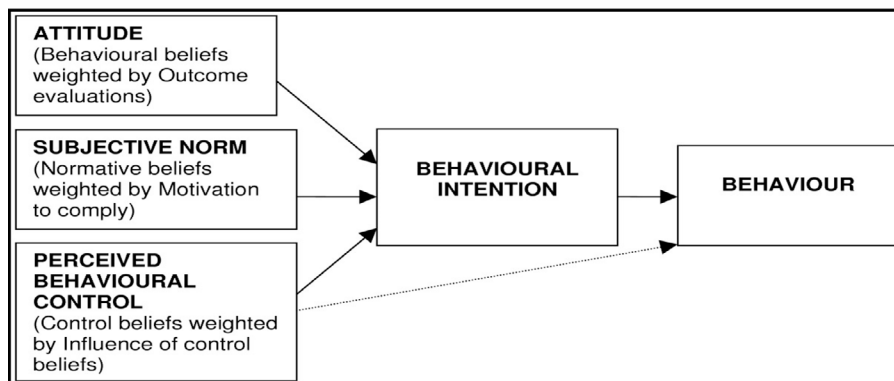 ATTITUDE
(Behavioural beliefs
weighted by Outcome
evaluations)
SUBJECTIVE NORM
(Normative beliefs
weighted by Motivation
to comply)
PERCEIVED
BEHAVIOURAL
CONTROL
(Control beliefs weighted
by Influence of control
beliefs)
BEHAVIOURAL
INTENTION
BEHAVIOUR